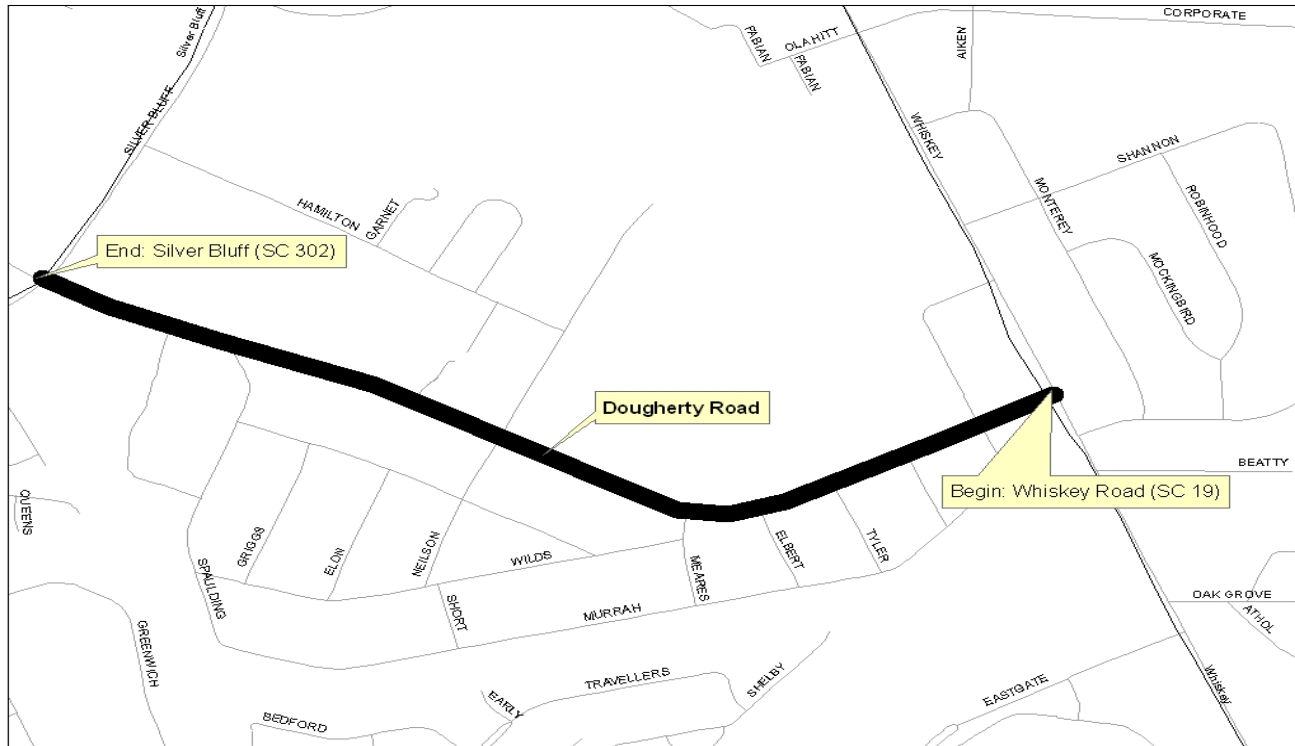 CORPORATE
Silver Bluff
FABIAN
OLAHITT
AIKEN
FABIAN
SILVER BLUFF
WHISKEY
SHANNON
MONTEREY
ROBINHOOD
HAMILTON
GARNET
End: Silver Bluff (SC 302)
MOCKINGBIRD
Dougherty Road
BEATTY
Begin: Whiskey Road (SC 19)
QUEENS
GRIGGS
ELON
NEILSON
WILDS
ELBERT
TYLER
SPAULDING
MEARES
SHORT
MURRAH
OAK GROVE
ATHOL
GREENWICH
TRAVELLERS
SHELBY
Whiskey
EASTGATE
EARLY
BEDFORD